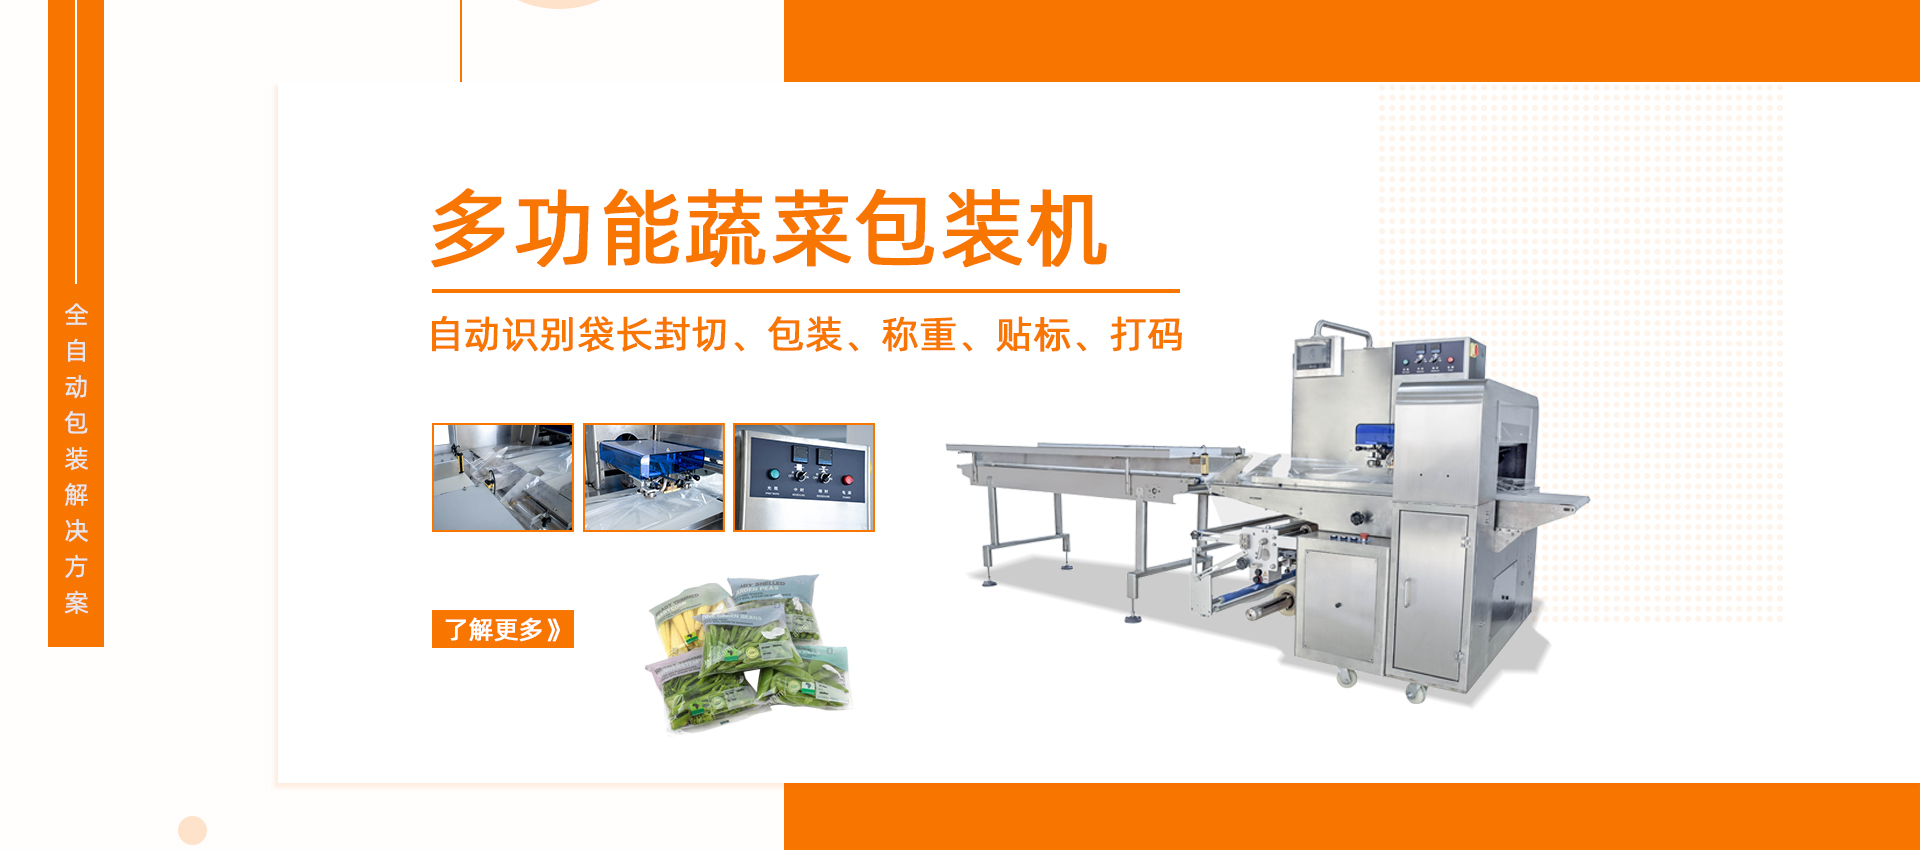 全自动包装解决方案
多功能蔬菜包装机
自动识别袋长封切、包装、称重、贴标、打码
了解更多》